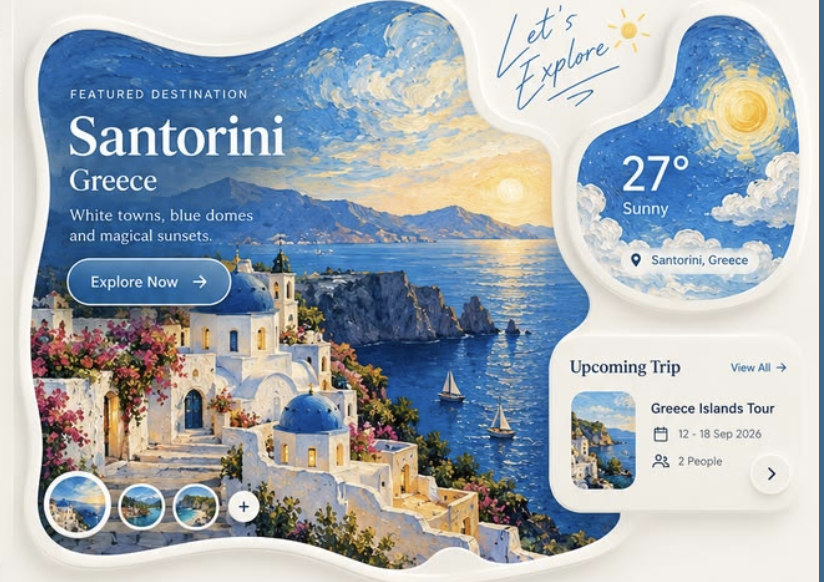 Let's
Explore
FEATURED DESTINATION
Santorini
Greece
White towns, blue domes
and magical sunsets.
Explore Now →
27°
Sunny
Santorini, Greece
Upcoming Trip
View All →
Greece Islands Tour
12 - 18 Sep 2026
2 People
+